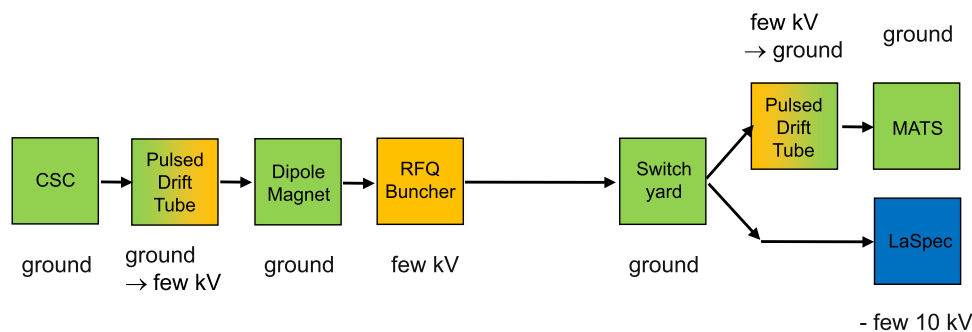 few kV
→ ground
ground
Pulsed
Drift
Tube
MATS
CSC
Pulsed
Drift
Tube
Dipole
Magnet
RFQ
Buncher
Switch
yard
LaSpec
ground
ground
→ few kV
ground
few kV
ground
- few 10 kV